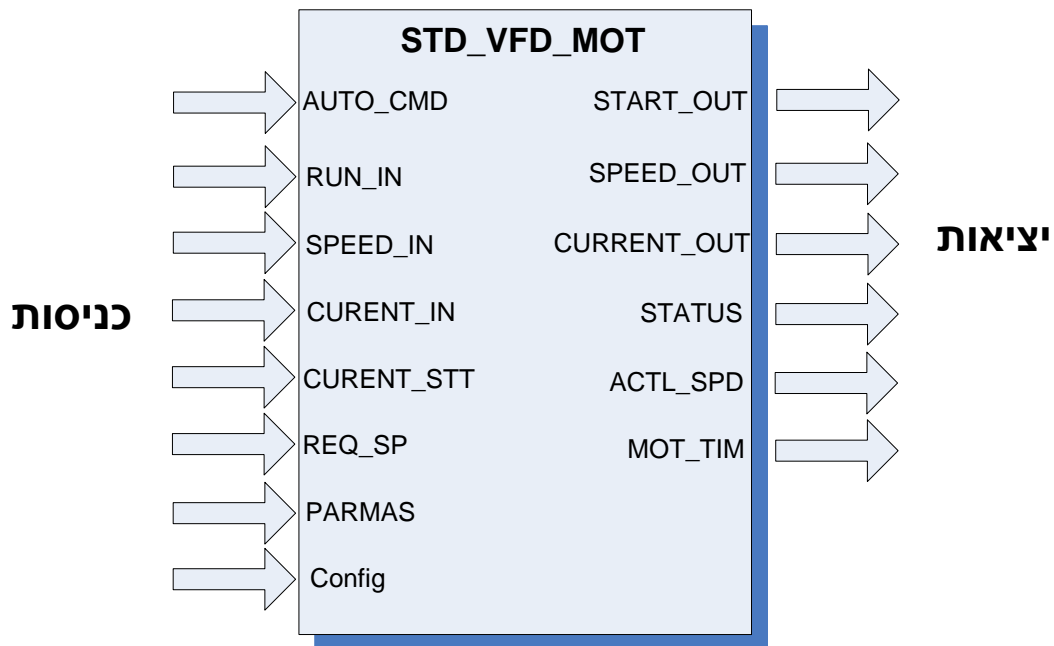 STD_VFD_MOT
כניסות
AUTO_CMD
RUN_IN
SPEED_IN
CURENT_IN
CURENT_STT
REQ_SP
PARMAS
Config
START_OUT
SPEED_OUT
CURRENT_OUT
STATUS
ACTL_SPD
MOT_TIM
יציאות